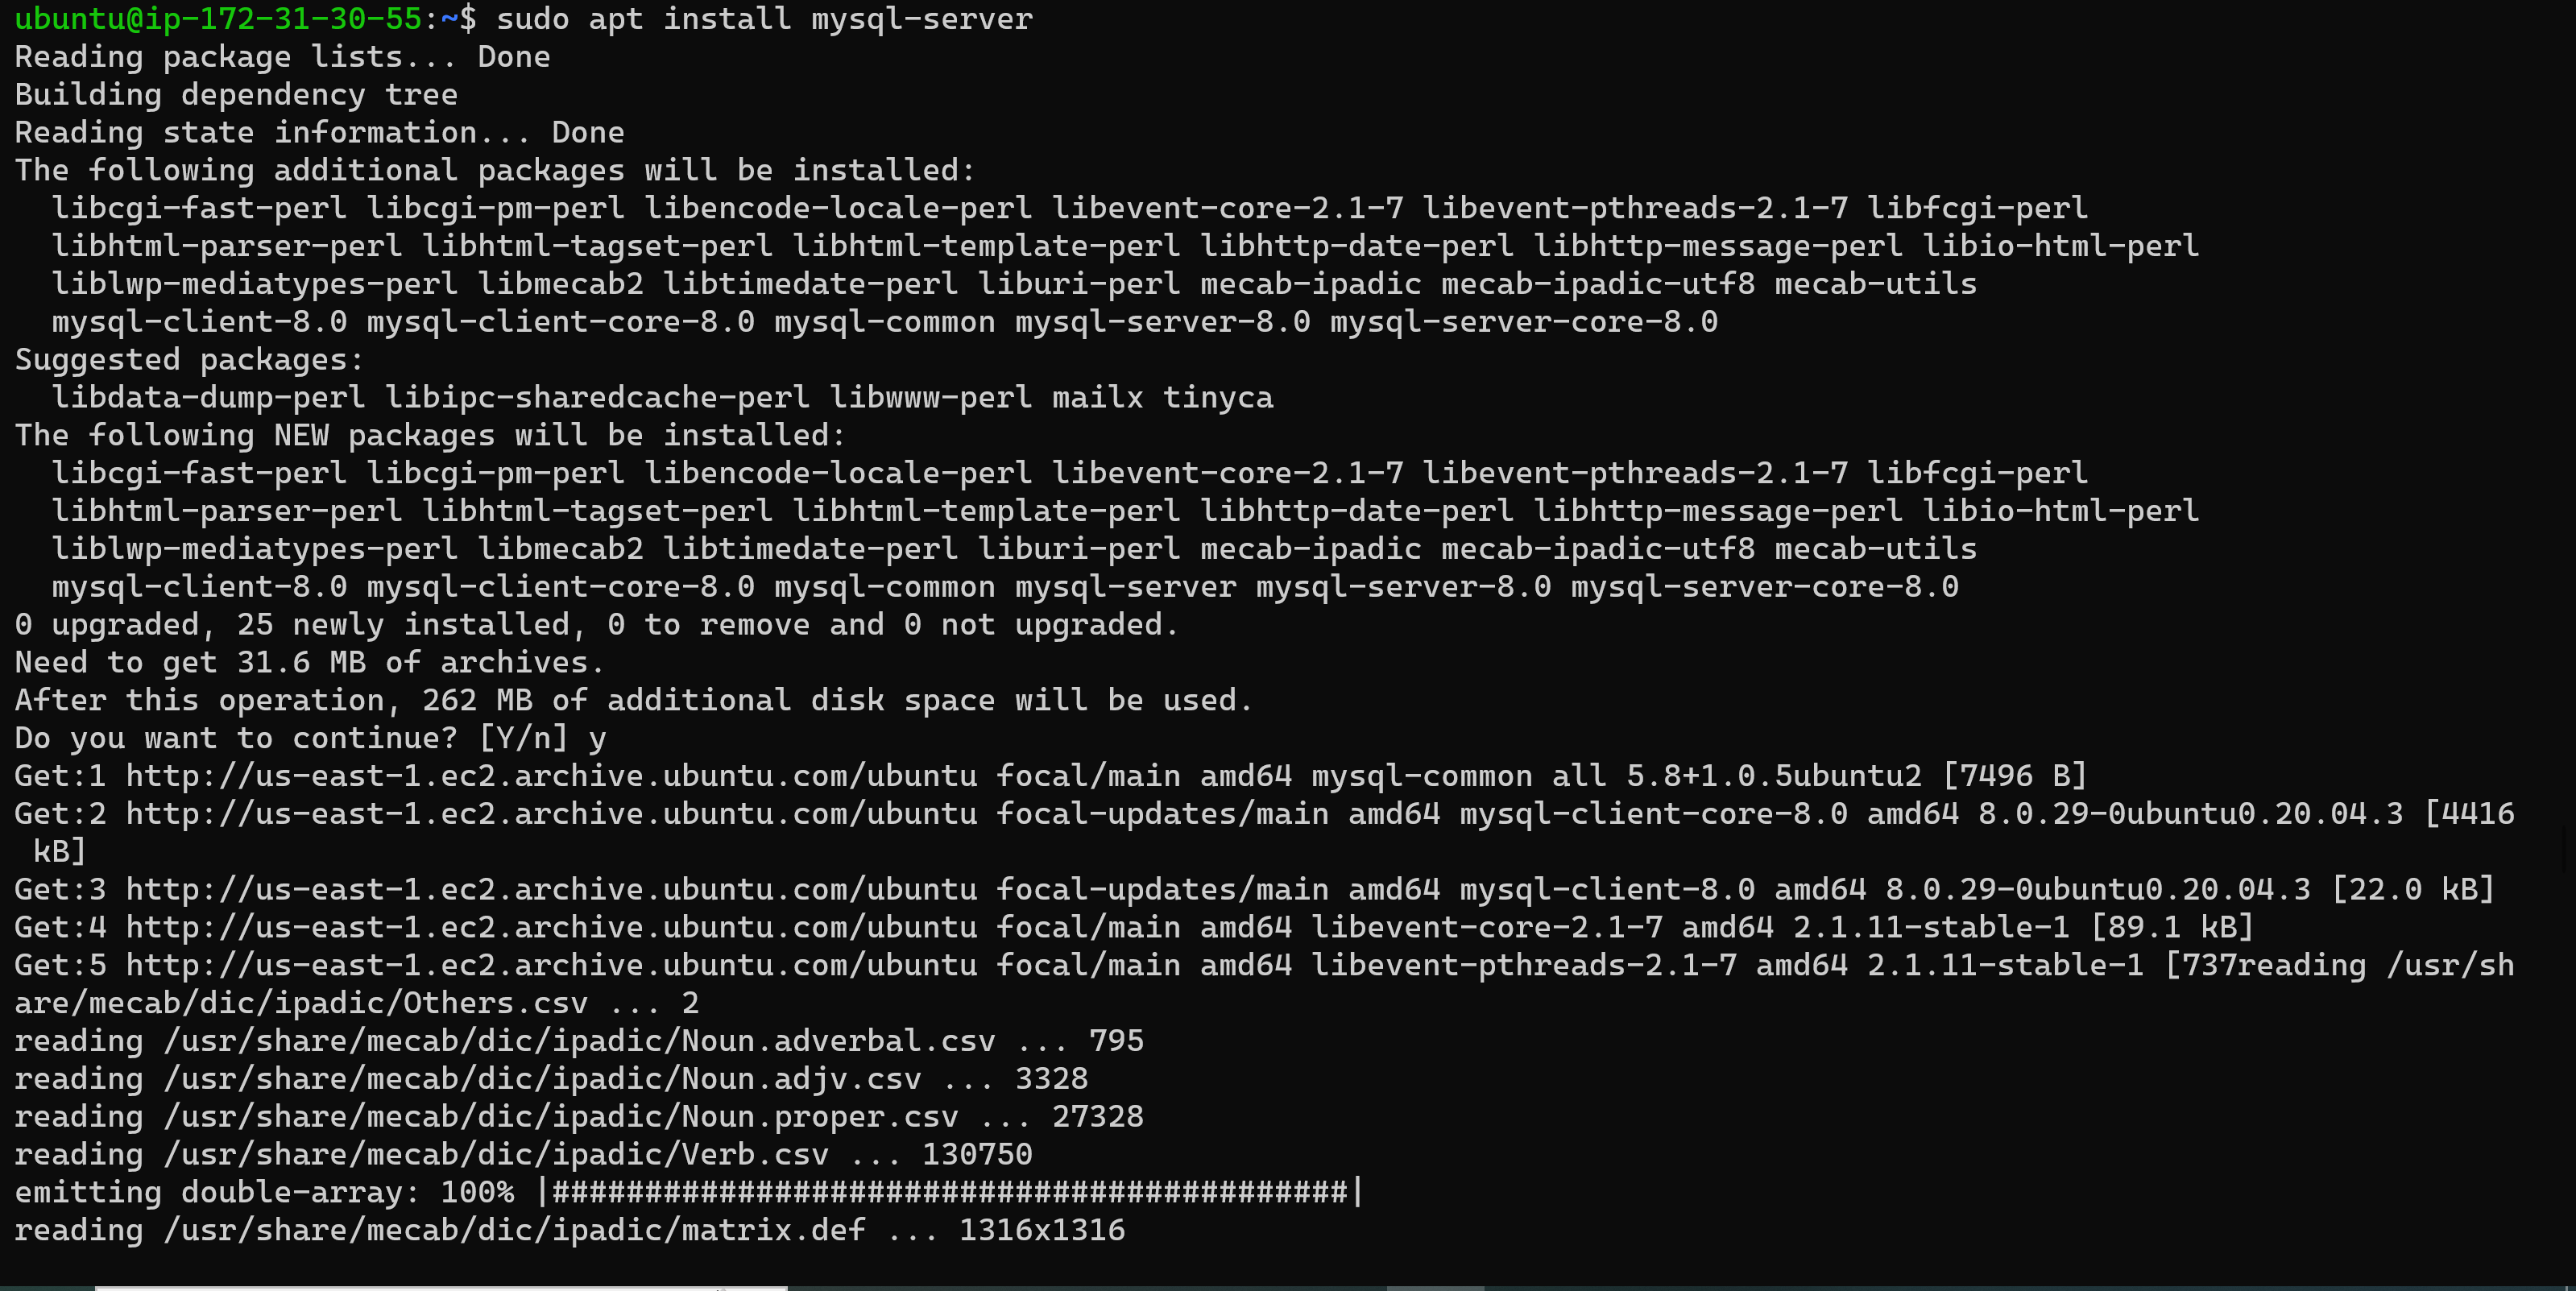 ubuntu@ip-172-31-30-55:~$ sudo apt install mysql-server
Reading package lists... Done
Building dependency tree
Reading state information... Done
The following additional packages will be installed:
  libcgi-fast-perl libcgi-pm-perl libencode-locale-perl libevent-core-2.1-7 libevent-pthreads-2.1-7 libfcgi-perl
  libhtml-parser-perl libhtml-tagset-perl libhtml-template-perl libhttp-date-perl libhttp-message-perl libio-html-perl
  liblwp-mediatypes-perl libmecab2 libtimedate-perl liburi-perl mecab-ipadic mecab-ipadic-utf8 mecab-utils
  mysql-client-8.0 mysql-client-core-8.0 mysql-common mysql-server-8.0 mysql-server-core-8.0
Suggested packages:
  libdata-dump-perl libipc-sharedcache-perl libwww-perl mailx tinyca
The following NEW packages will be installed:
  libcgi-fast-perl libcgi-pm-perl libencode-locale-perl libevent-core-2.1-7 libevent-pthreads-2.1-7 libfcgi-perl
  libhtml-parser-perl libhtml-tagset-perl libhtml-template-perl libhttp-date-perl libhttp-message-perl libio-html-perl
  liblwp-mediatypes-perl libmecab2 libtimedate-perl liburi-perl mecab-ipadic mecab-ipadic-utf8 mecab-utils
  mysql-client-8.0 mysql-client-core-8.0 mysql-common mysql-server mysql-server-8.0 mysql-server-core-8.0
0 upgraded, 25 newly installed, 0 to remove and 0 not upgraded.
Need to get 31.6 MB of archives.
After this operation, 262 MB of additional disk space will be used.
Do you want to continue? [Y/n] y
Get:1 http://us-east-1.ec2.archive.ubuntu.com/ubuntu focal/main amd64 mysql-common all 5.8+1.0.5ubuntu2 [7496 B]
Get:2 http://us-east-1.ec2.archive.ubuntu.com/ubuntu focal-updates/main amd64 mysql-client-core-8.0 amd64 8.0.29-0ubuntu0.20.04.3 [4416
 kB]
Get:3 http://us-east-1.ec2.archive.ubuntu.com/ubuntu focal-updates/main amd64 mysql-client-8.0 amd64 8.0.29-0ubuntu0.20.04.3 [22.0 kB]
Get:4 http://us-east-1.ec2.archive.ubuntu.com/ubuntu focal/main amd64 libevent-core-2.1-7 amd64 2.1.11-stable-1 [89.1 kB]
Get:5 http://us-east-1.ec2.archive.ubuntu.com/ubuntu focal/main amd64 libevent-pthreads-2.1-7 amd64 2.1.11-stable-1 [737reading /usr/sh
are/mecab/dic/ipadic/Others.csv ... 2
reading /usr/share/mecab/dic/ipadic/Noun.adverbal.csv ... 795
reading /usr/share/mecab/dic/ipadic/Noun.adjv.csv ... 3328
reading /usr/share/mecab/dic/ipadic/Noun.proper.csv ... 27328
reading /usr/share/mecab/dic/ipadic/Verb.csv ... 130750
emitting double-array: 100% |###########################################|
reading /usr/share/mecab/dic/ipadic/matrix.def ... 1316x1316